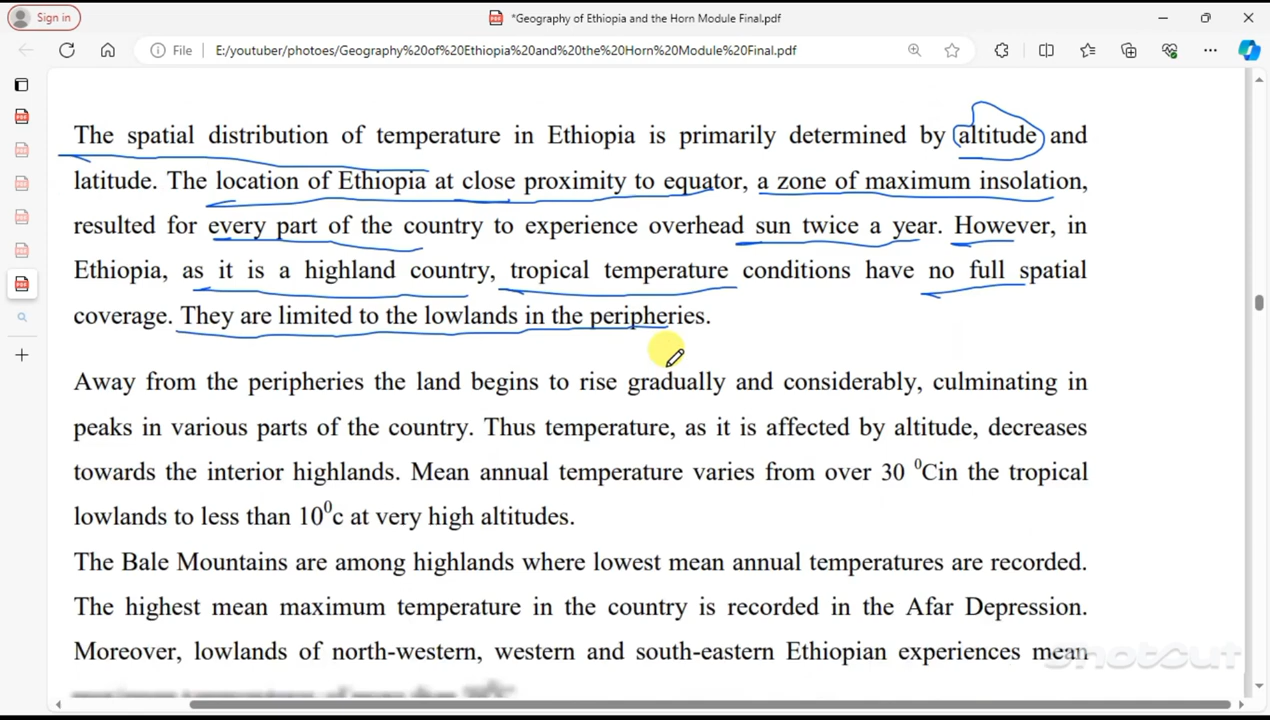 Sign in
*Geography of Ethiopia and the Horn Module Final.pdf
File
E:/youtuber/photoes/Geography%20of%20Ethiopia%20and%20the%20Horn%20Module%20Final.pdf
The spatial distribution of temperature in Ethiopia is primarily determined by altitude and
latitude. The location of Ethiopia at close proximity to equator, a zone of maximum insolation,
resulted for every part of the country to experience overhead sun twice a year. However, in
Ethiopia, as it is a highland country, tropical temperature conditions have no full spatial
coverage. They are limited to the lowlands in the peripheries.
Away from the peripheries the land begins to rise gradually and considerably, culminating in
peaks in various parts of the country. Thus temperature, as it is affected by altitude, decreases
towards the interior highlands. Mean annual temperature varies from over 30 ⁰Cin the tropical
lowlands to less than 10⁰c at very high altitudes.
The Bale Mountains are among highlands where lowest mean annual temperatures are recorded.
The highest mean maximum temperature in the country is recorded in the Afar Depression.
Moreover, lowlands of north-western, western and south-eastern Ethiopian experiences mean
shotcut